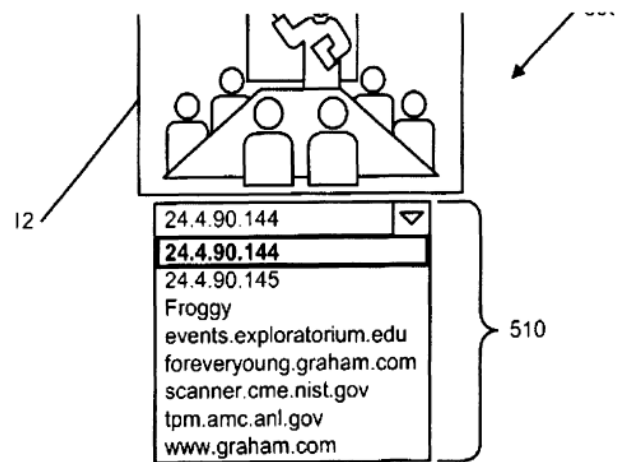 I2
24.4.90.144
24.4.90.144
24.4.90.145
Froggy
events.exploratorium.edu
foreveryoung.graham.com
scanner.cme.nist.gov
tpm.amc.anl.gov
www.graham.com
510